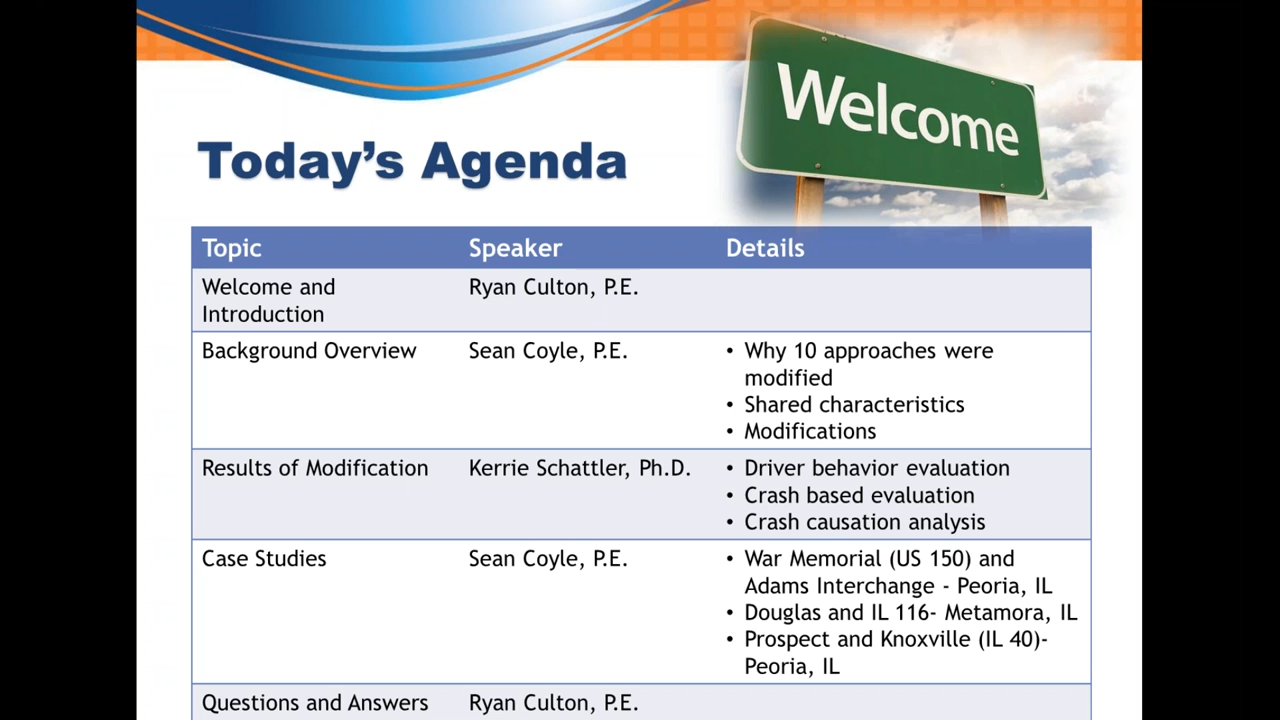 Welcome
Today's Agenda
Topic Speaker Details
Welcome and Ryan Culton, P.E.
Introduction
Background Overview Sean Coyle, P.E. • Why 10 approaches were
modified
• Shared characteristics
• Modifications
Results of Modification Kerrie Schattler, Ph.D. • Driver behavior evaluation
• Crash based evaluation
• Crash causation analysis
Case Studies Sean Coyle, P.E. • War Memorial (US 150) and
Adams Interchange - Peoria, IL
• Douglas and IL 116- Metamora, IL
• Prospect and Knoxville (IL 40)-
Peoria, IL
Questions and Answers Ryan Culton, P.E.